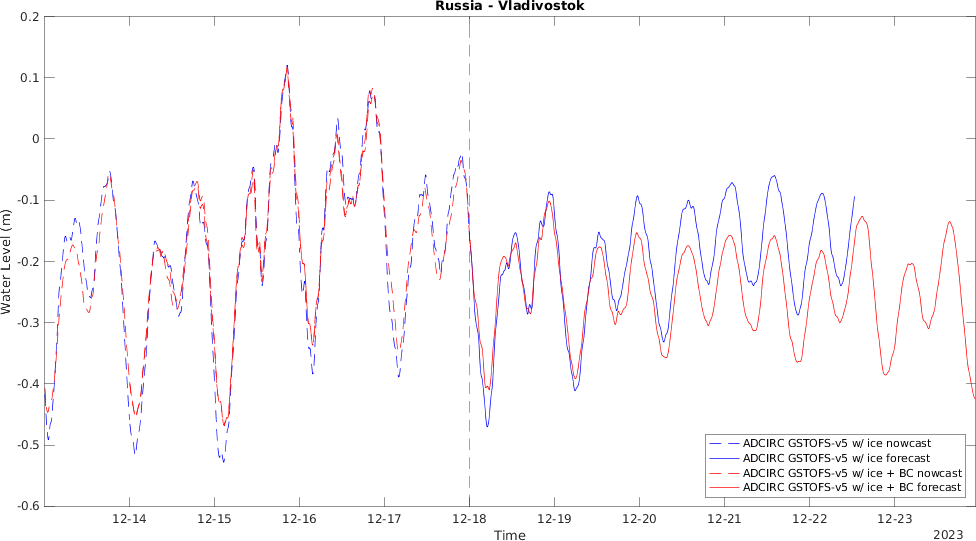 Russia - Vladivostok
Water Level (m)
0.2
0.1
0
-0.1
-0.2
-0.3
-0.4
-0.5
-0.6
ADCIRC GSTOFS-v5 w/ ice nowcast
ADCIRC GSTOFS-v5 w/ ice forecast
ADCIRC GSTOFS-v5 w/ ice + BC nowcast
ADCIRC GSTOFS-v5 w/ ice + BC forecast
12-14 12-15 12-16 12-17 12-18 12-19 12-20 12-21 12-22 12-23
Time
2023